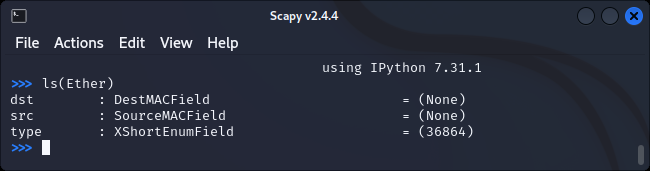 Scapy v2.4.4
File Actions Edit View Help
using IPython 7.31.1
>>> ls(Ether)
dst        : DestMACField                        = (None)
src        : SourceMACField                      = (None)
type       : XShortEnumField                     = (36864)
>>>